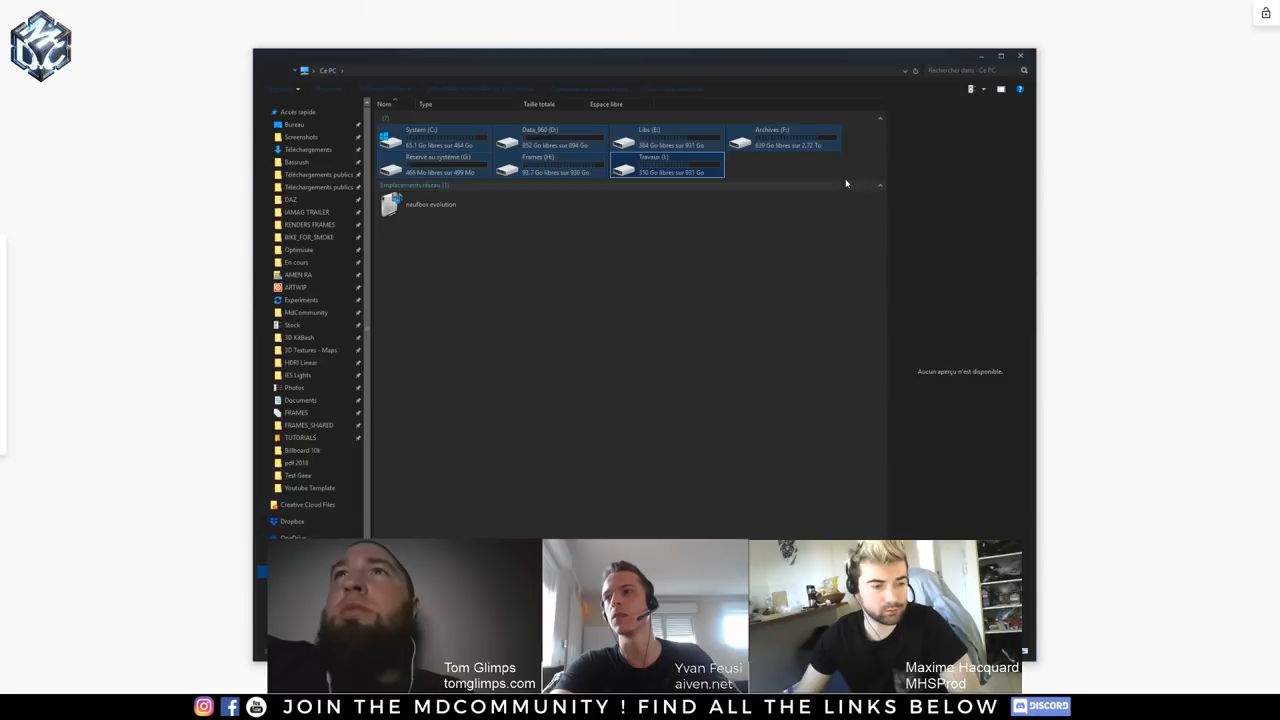 Ce PC
Rechercher dans : Ce PC
Nom
Type
Taille totale
Espace libre
(7)
System (C:)
65.1 Go libres sur 464 Go
Data_960 (D:)
852 Go libres sur 894 Go
Libs (E:)
384 Go libres sur 931 Go
Archives (F:)
639 Go libres sur 2,72 To
Réservé au système (G:)
466 Mo libres sur 499 Mo
Frames (H:)
93.7 Go libres sur 930 Go
Travaux (I:)
350 Go libres sur 931 Go
Emplacements réseau (1)
neufbox evolution
Accès rapide
Bureau
Screenshots
Téléchargements
Bassrush
Téléchargements publics
Téléchargements publics
DAZ
IAMAG TRAILER
RENDERS FRAMES
BIKE_FOR_SMOKE
Optimisée
En cours
AMEN RA
ARTWIP
Experiments
MdCommunity
Stock
3D KitBash
3D Textures - Maps
HDRI Linear
IES Lights
Photos
Documents
FRAMES
FRAMES_SHARED
TUTORIALS
Billboard 10k
pdf 2018
Test Gaea
Youtube Template
Creative Cloud Files
Dropbox
OneDrive
Aucun aperçu n'est disponible.
Tom Glimps
tomglimps.com
Yvan Feusi
aiven.net
Maxime Hacquard
MHSProd
JOIN THE MDCOMMUNITY ! FIND ALL THE LINKS BELOW
DISCORD